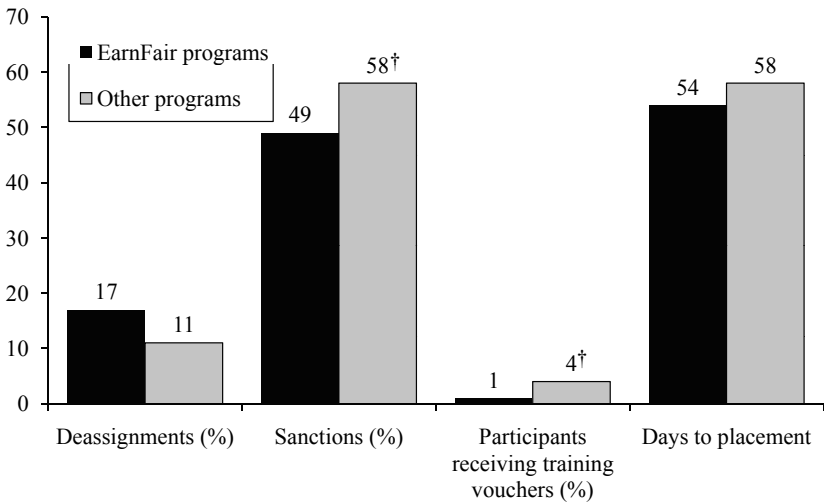 70
60
50
40
30
20
10
0
EarnFair programs
Other programs
17
11
49
58†
1
4†
54
58
Deassignments (%)
Sanctions (%)
Participants
receiving training
vouchers (%)
Days to placement